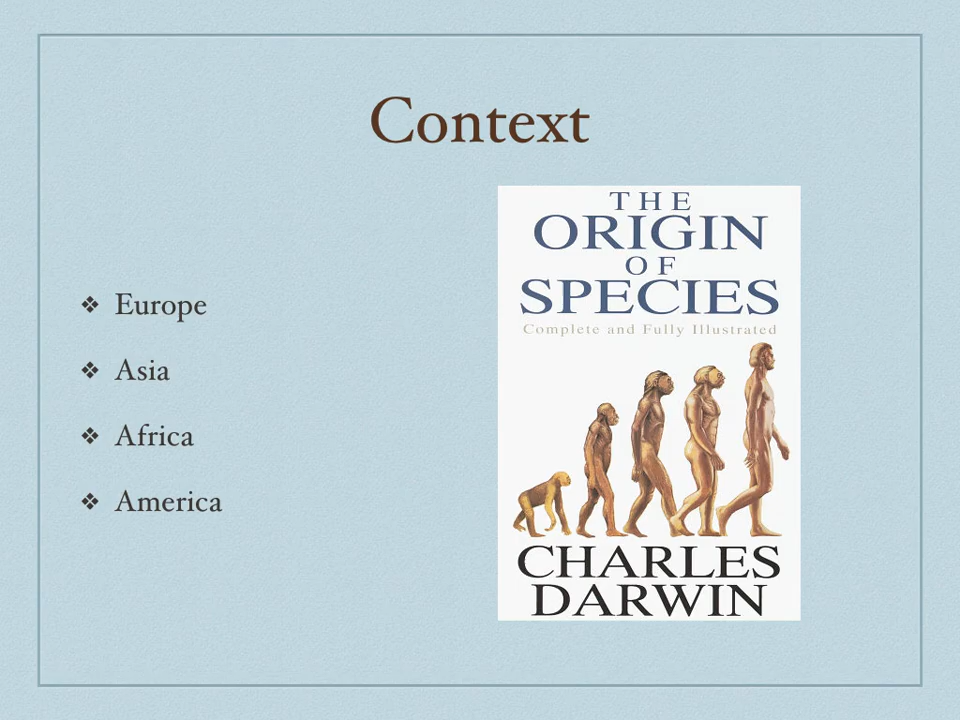 Context
Europe
Asia
Africa
America
THE
ORIGIN
OF
SPECIES
Complete and Fully Illustrated
CHARLES
DARWIN